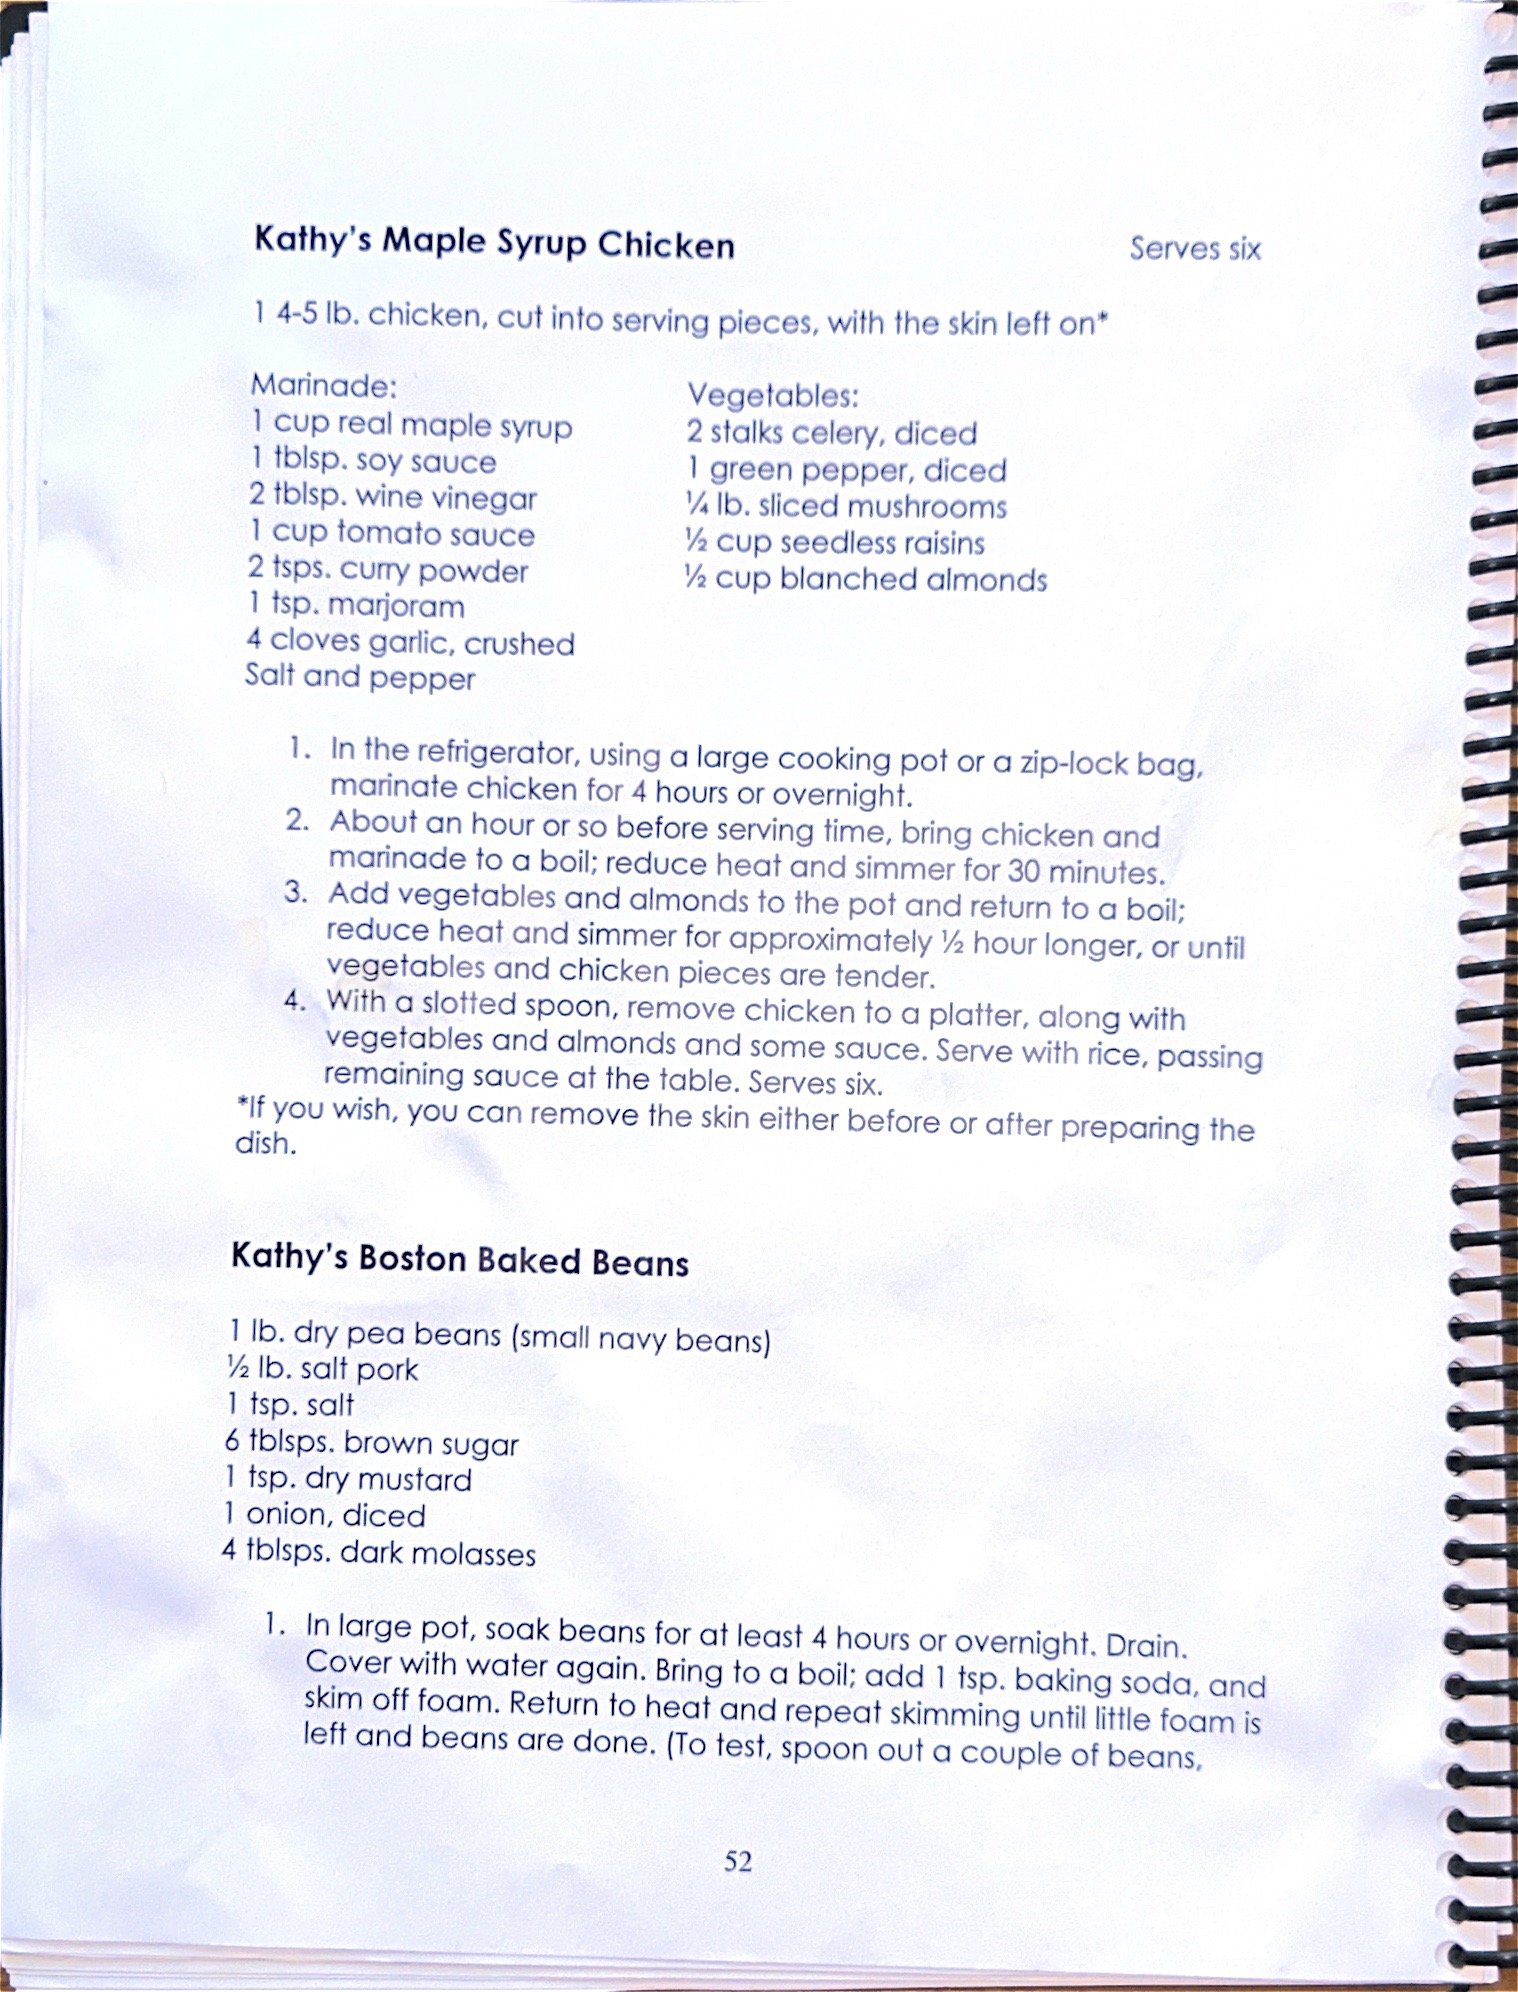 Kathy's Maple Syrup Chicken Serves six
1 4-5 lb. chicken, cut into serving pieces, with the skin left on*
Marinade:
1 cup real maple syrup
1 tblsp. soy sauce
2 tblsp. wine vinegar
1 cup tomato sauce
2 tsps. curry powder
1 tsp. marjoram
4 cloves garlic, crushed
Salt and pepper
Vegetables:
2 stalks celery, diced
1 green pepper, diced
¼ lb. sliced mushrooms
½ cup seedless raisins
½ cup blanched almonds
1. In the refrigerator, using a large cooking pot or a zip-lock bag,
marinate chicken for 4 hours or overnight.
2. About an hour or so before serving time, bring chicken and
marinade to a boil; reduce heat and simmer for 30 minutes.
3. Add vegetables and almonds to the pot and return to a boil;
reduce heat and simmer for approximately ½ hour longer, or until
vegetables and chicken pieces are tender.
4. With a slotted spoon, remove chicken to a platter, along with
vegetables and almonds and some sauce. Serve with rice, passing
remaining sauce at the table. Serves six.
*If you wish, you can remove the skin either before or after preparing the
dish.
Kathy's Boston Baked Beans
1 lb. dry pea beans (small navy beans)
½ lb. salt pork
1 tsp. salt
6 tblsps. brown sugar
1 tsp. dry mustard
1 onion, diced
4 tblsps. dark molasses
1. In large pot, soak beans for at least 4 hours or overnight. Drain.
Cover with water again. Bring to a boil; add 1 tsp. baking soda, and
skim off foam. Return to heat and repeat skimming until little foam is
left and beans are done. (To test, spoon out a couple of beans,
52